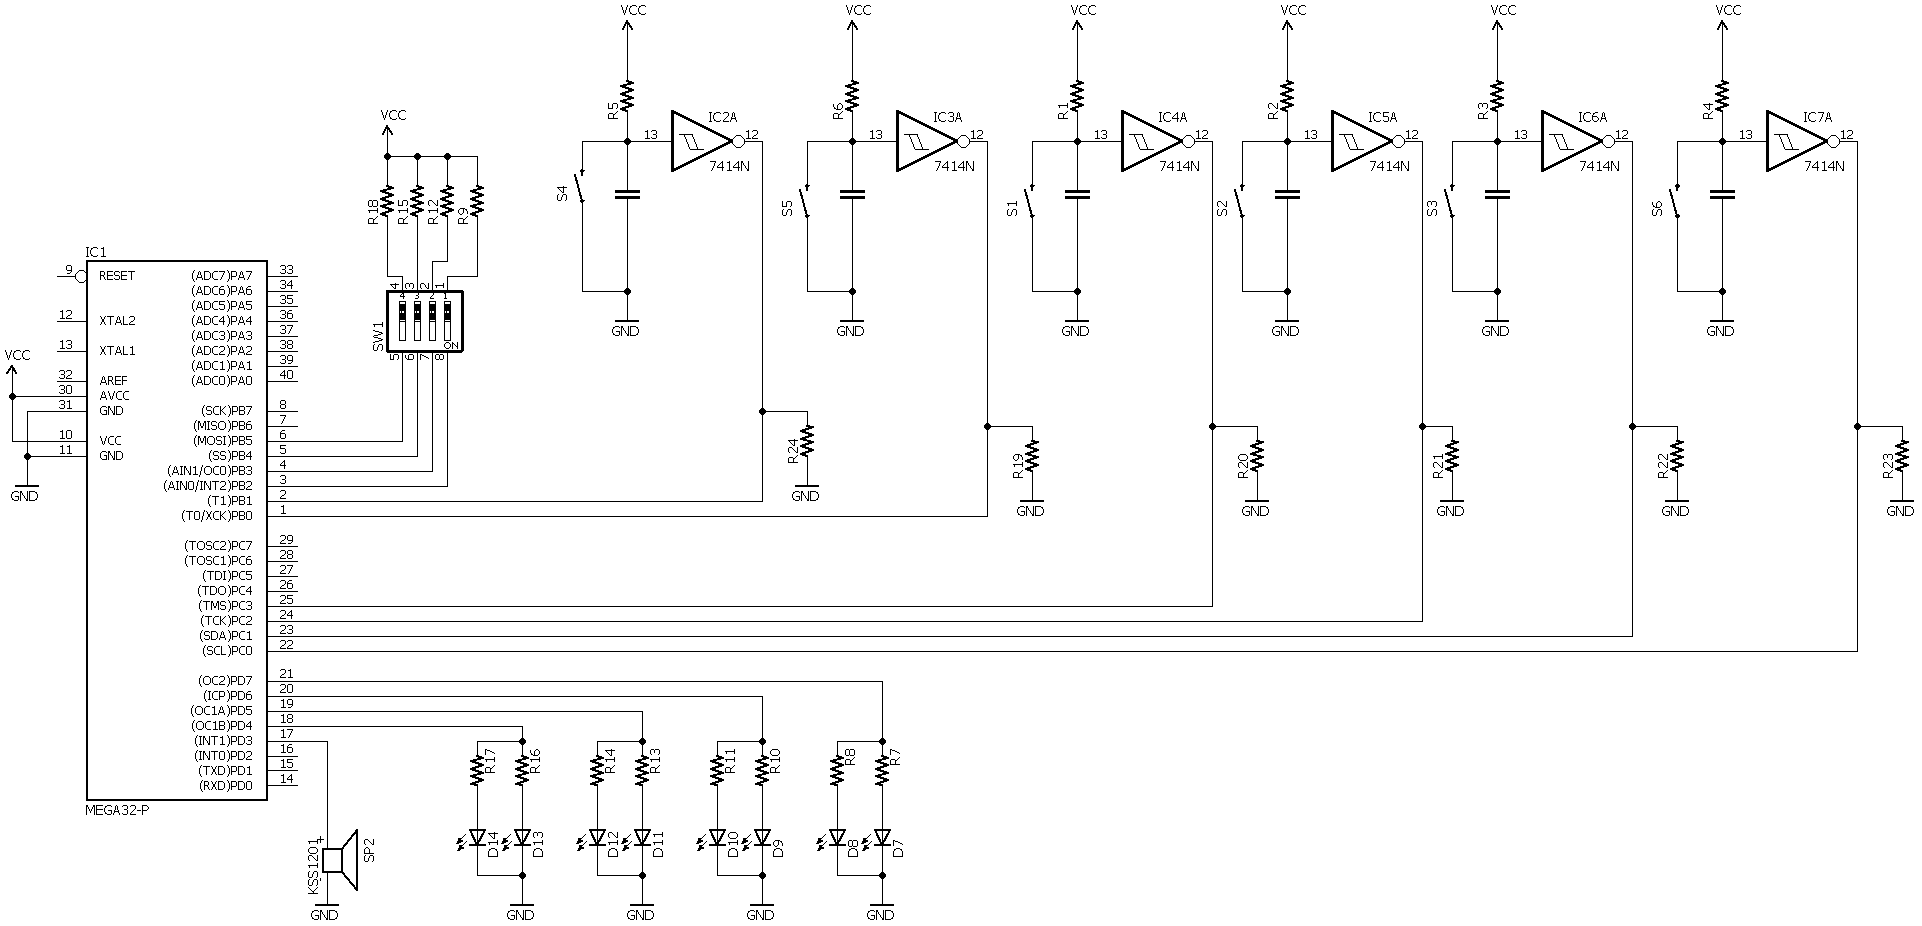 VCC VCC VCC VCC VCC VCC
R5 R6 R1 R2 R3 R4
13 IC2A 12 7414N
13 IC3A 12 7414N
13 IC4A 12 7414N
13 IC5A 12 7414N
13 IC6A 12 7414N
13 IC7A 12 7414N
S4 S5 S1 S2 S3 S6
GND GND GND GND GND GND
VCC
R18 R15 R12 R9
4 3 2 1
4 3 2 1
SW1
ON
5 6 7 8
IC1
9 RESET
12 XTAL2
13 XTAL1
32 AREF
30 AVCC
31 GND
10 VCC
11 GND
VCC
GND
(ADC7)PA7 33
(ADC6)PA6 34
(ADC5)PA5 35
(ADC4)PA4 36
(ADC3)PA3 37
(ADC2)PA2 38
(ADC1)PA1 39
(ADC0)PA0 40
(SCK)PB7 8
(MISO)PB6 7
(MOSI)PB5 6
(SS)PB4 5
(AIN1/OC0)PB3 4
(AIN0/INT2)PB2 3
(T1)PB1 2
(T0/XCK)PB0 1
(TOSC2)PC7 29
(TOSC1)PC6 28
(TDI)PC5 27
(TDO)PC4 26
(TMS)PC3 25
(TCK)PC2 24
(SDA)PC1 23
(SCL)PC0 22
(OC2)PD7 21
(ICP)PD6 20
(OC1A)PD5 19
(OC1B)PD4 18
(INT1)PD3 17
(INT0)PD2 16
(TXD)PD1 15
(RXD)PD0 14
MEGA32-P
R24 R19 R20 R21 R22 R23
GND GND GND GND GND GND
R17 R16 R14 R13 R11 R10 R8 R7
D14 D13 D12 D11 D10 D9 D8 D7
KSS1201
+
SP2
GND GND GND GND GND